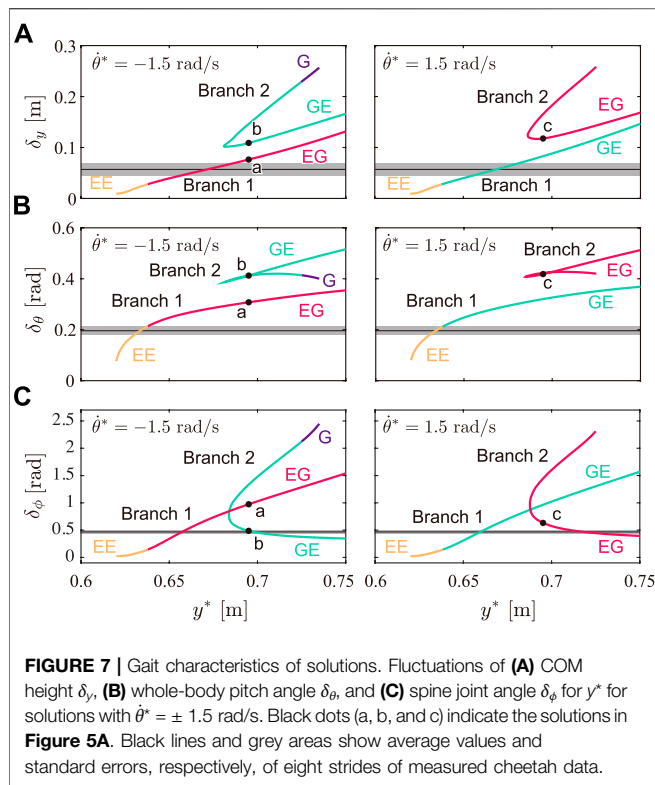 A
θ̇* = −1.5 rad/s
θ̇* = 1.5 rad/s
0.3
0.2
0.1
0
δ_y [m]
G
Branch 2
b
GE
EG
a
EE
Branch 1
Branch 2
c
EG
GE
EE
Branch 1
B
θ̇* = −1.5 rad/s
θ̇* = 1.5 rad/s
0.6
0.4
0.2
0
δ_θ [rad]
b
GE
Branch 2
G
Branch 1
a
EG
EE
Branch 2
c
EG
Branch 1
GE
EE
C
θ̇* = −1.5 rad/s
θ̇* = 1.5 rad/s
2.5
2
1.5
1
0.5
0
δ_ϕ [rad]
G
Branch 2
EG
Branch 1
a
b
EE
GE
Branch 2
GE
Branch 1
c
EE
EG
0.6 0.65 0.7 0.75
0.6 0.65 0.7 0.75
y* [m]
y* [m]
FIGURE 7 | Gait characteristics of solutions. Fluctuations of (A) COM
height δ_y, (B) whole-body pitch angle δ_θ, and (C) spine joint angle δ_ϕ for y* for
solutions with θ̇* = ± 1.5 rad/s. Black dots (a, b, and c) indicate the solutions in
Figure 5A. Black lines and grey areas show average values and
standard errors, respectively, of eight strides of measured cheetah data.